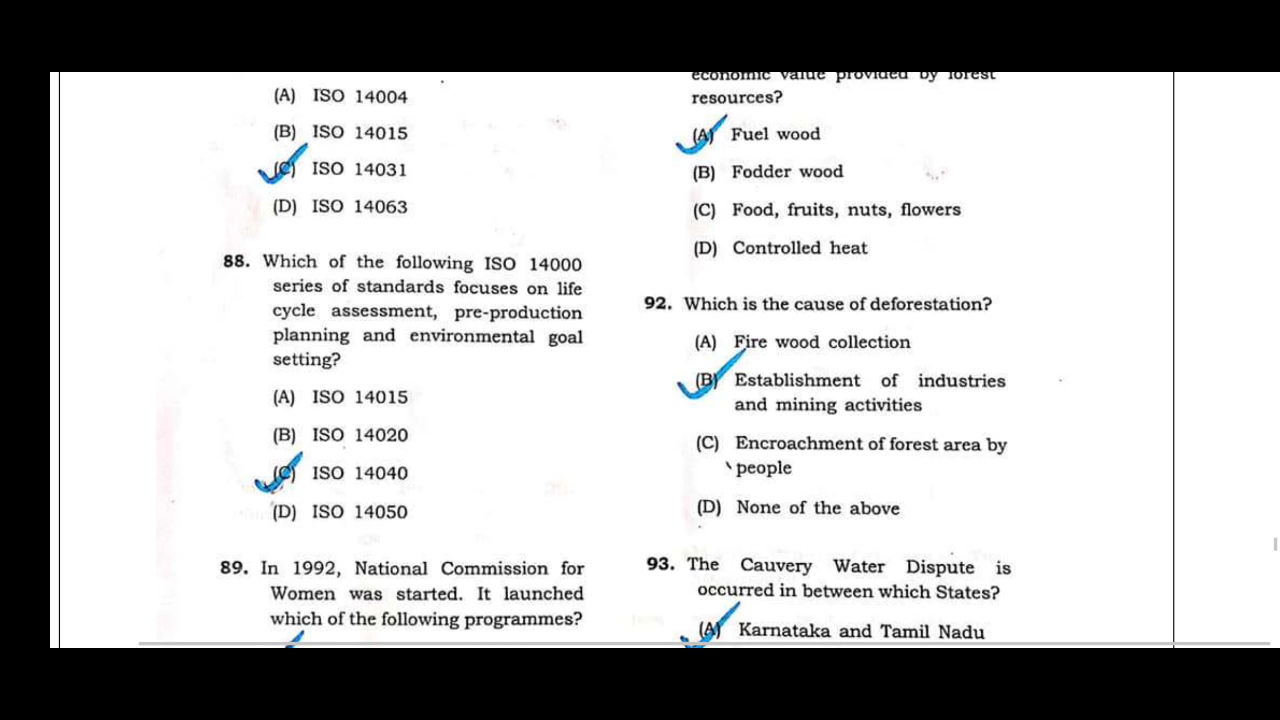 (A) ISO 14004
(B) ISO 14015
(C) ISO 14031
(D) ISO 14063
88. Which of the following ISO 14000
series of standards focuses on life
cycle assessment, pre-production
planning and environmental goal
setting?
(A) ISO 14015
(B) ISO 14020
(C) ISO 14040
(D) ISO 14050
89. In 1992, National Commission for
Women was started. It launched
which of the following programmes?
economic value provided by forest
resources?
(A) Fuel wood
(B) Fodder wood
(C) Food, fruits, nuts, flowers
(D) Controlled heat
92. Which is the cause of deforestation?
(A) Fire wood collection
(B) Establishment of industries
and mining activities
(C) Encroachment of forest area by
people
(D) None of the above
93. The Cauvery Water Dispute is
occurred in between which States?
(A) Karnataka and Tamil Nadu